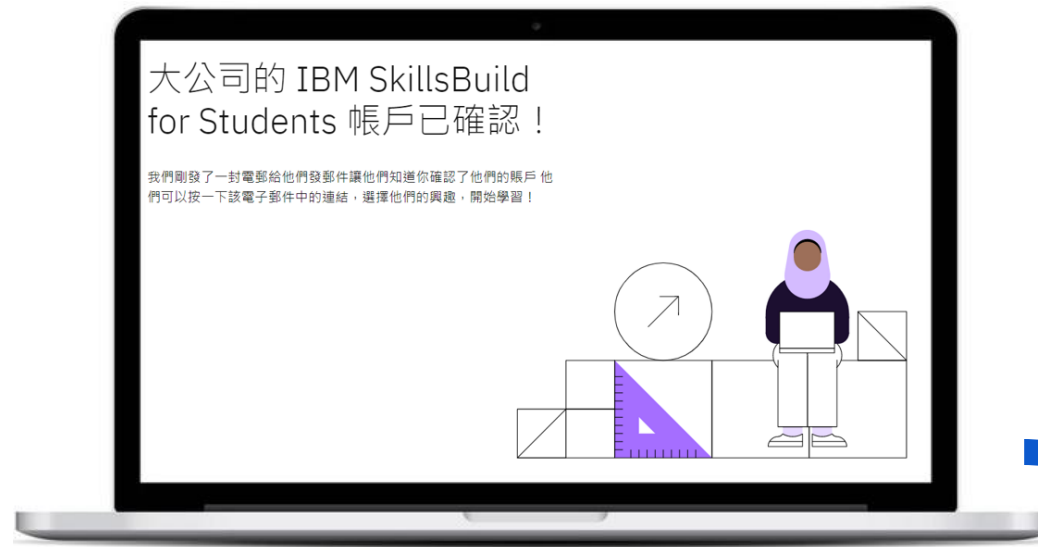 大公司的 IBM SkillsBuild
for Students 帳戶已確認！
我們剛發了一封電郵給他們發郵件讓他們知道你確認了他們的賬戶 他
們可以按一下該電子郵件中的連結，選擇他們的興趣，開始學習！